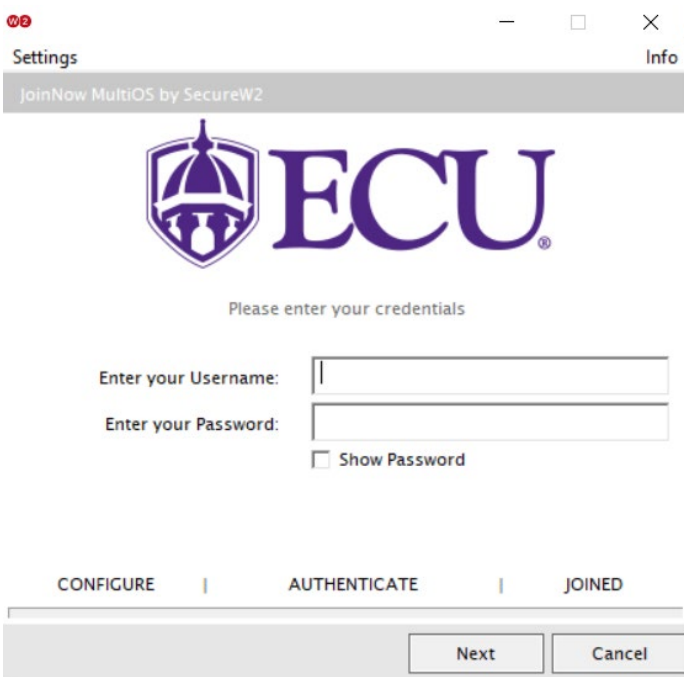 W2
Settings Info
JoinNow MultiOS by SecureW2
ECU®
Please enter your credentials
Enter your Username:
Enter your Password:
Show Password
CONFIGURE | AUTHENTICATE | JOINED
Next Cancel